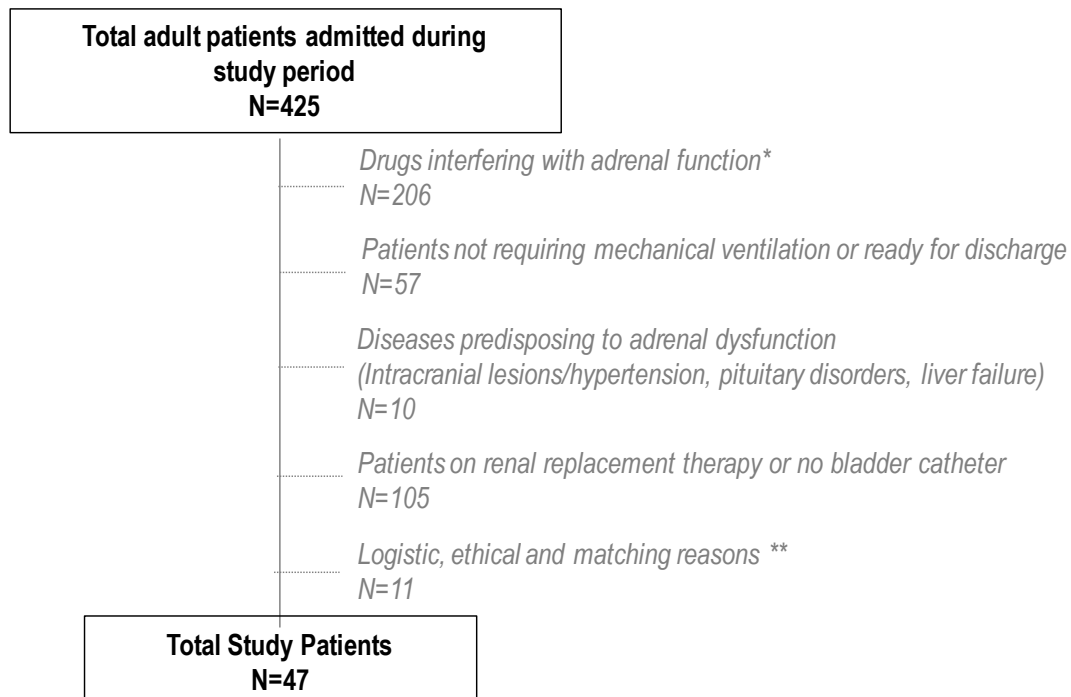 Total adult patients admitted during
study period
N=425
Drugs interfering with adrenal function*
N=206
Patients not requiring mechanical ventilation or ready for discharge
N=57
Diseases predisposing to adrenal dysfunction
(Intracranial lesions/hypertension, pituitary disorders, liver failure)
N=10
Patients on renal replacement therapy or no bladder catheter
N=105
Logistic, ethical and matching reasons **
N=11
Total Study Patients
N=47